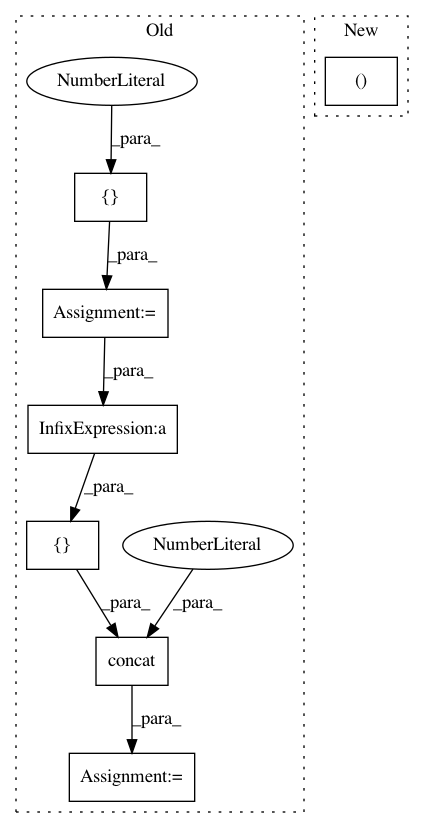 Old
New
NumberLiteral
()
_para_
{}
_para_
Assignment:=
_para_
InfixExpression:a
_para_
{}
NumberLiteral
_para_
_para_
concat
_para_
Assignment:=